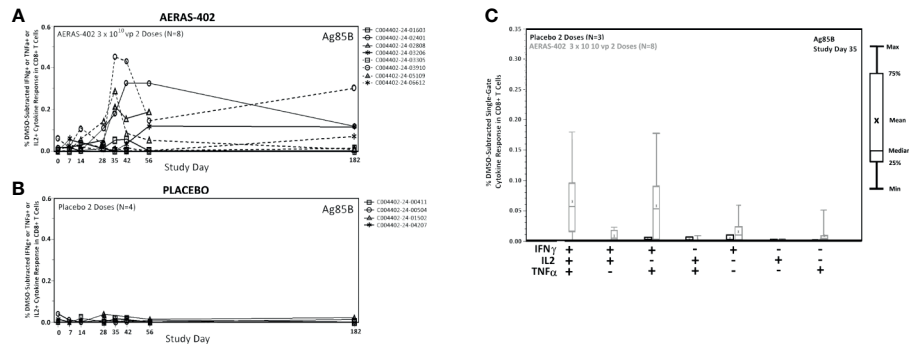 A
AERAS-402
AERAS-402 3 x 10^10 vp 2 Doses (N=8)
Ag85B
% DMSO-Subtracted IFNg+ or TNFa+ or
IL2+ Cytokine Response in CD8+ T Cells
0.6
0.4
0.2
0.0
0 7 14 28 35 42 56 182
Study Day
C004402-24-01603
C004402-24-02401
C004402-24-02808
C004402-24-03206
C004402-24-03305
C004402-24-03910
C004402-24-05109
C004402-24-06612
B
PLACEBO
Placebo 2 Doses (N=4)
Ag85B
% DMSO-Subtracted IFNg+ or TNFa+ or
IL2+ Cytokine Response in CD8+ T Cells
0.6
0.4
0.2
0.0
0 7 14 28 35 42 56 182
Study Day
C004402-24-00411
C004402-24-00504
C004402-24-01502
C004402-24-04207
C
Placebo 2 Doses (N=3)
AERAS-402 3 x 10 10 vp 2 Doses (N=8)
Ag85B
Study Day 35
% DMSO-Subtracted Single-Gate
Cytokine Response in CD8+ T Cells
0.35
0.30
0.25
0.20
0.15
0.10
0.05
0.00
IFNγ + + + - + - -
IL2 + + - + - + -
TNFα + - + + - - +
Max
75%
x Mean
Median
25%
Min